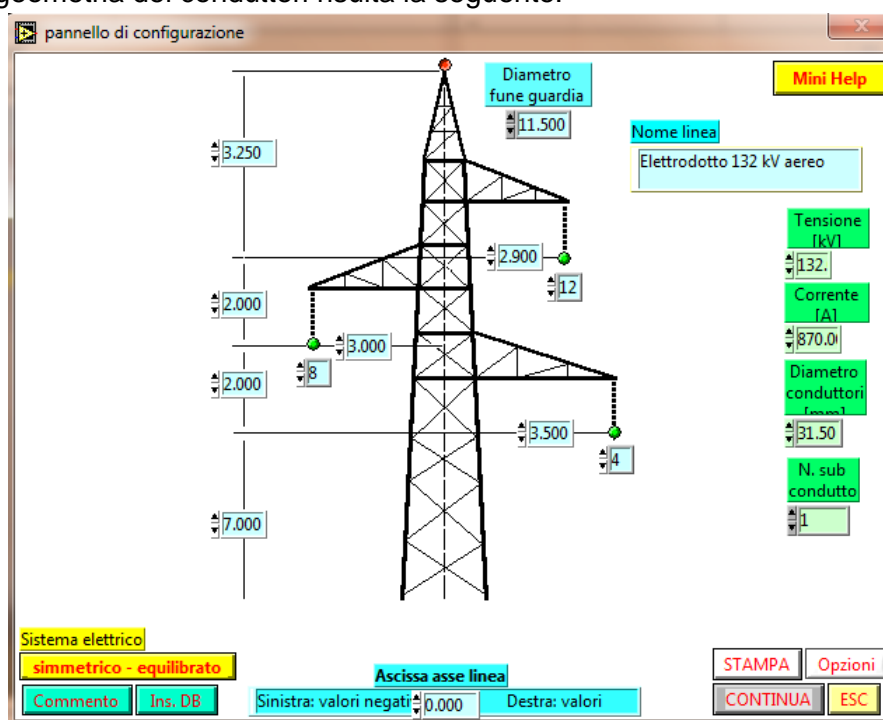 geometria dei conduttori risulta la seguente:
pannello di configurazione
Diametro
fune guardia
11.500
Mini Help
3.250
Nome linea
Elettrodotto 132 kV aereo
Tensione
[kV]
132.
2.900
12
2.000
Corrente
[A]
870.0
3.000
8
2.000
Diametro
conduttori
[mm]
31.50
3.500
4
N. sub
condutto
1
7.000
Sistema elettrico
simmetrico - equilibrato
Commento
Ins. DB
Ascissa asse linea
Sinistra: valori negati
0.000
Destra: valori
STAMPA
Opzioni
CONTINUA
ESC